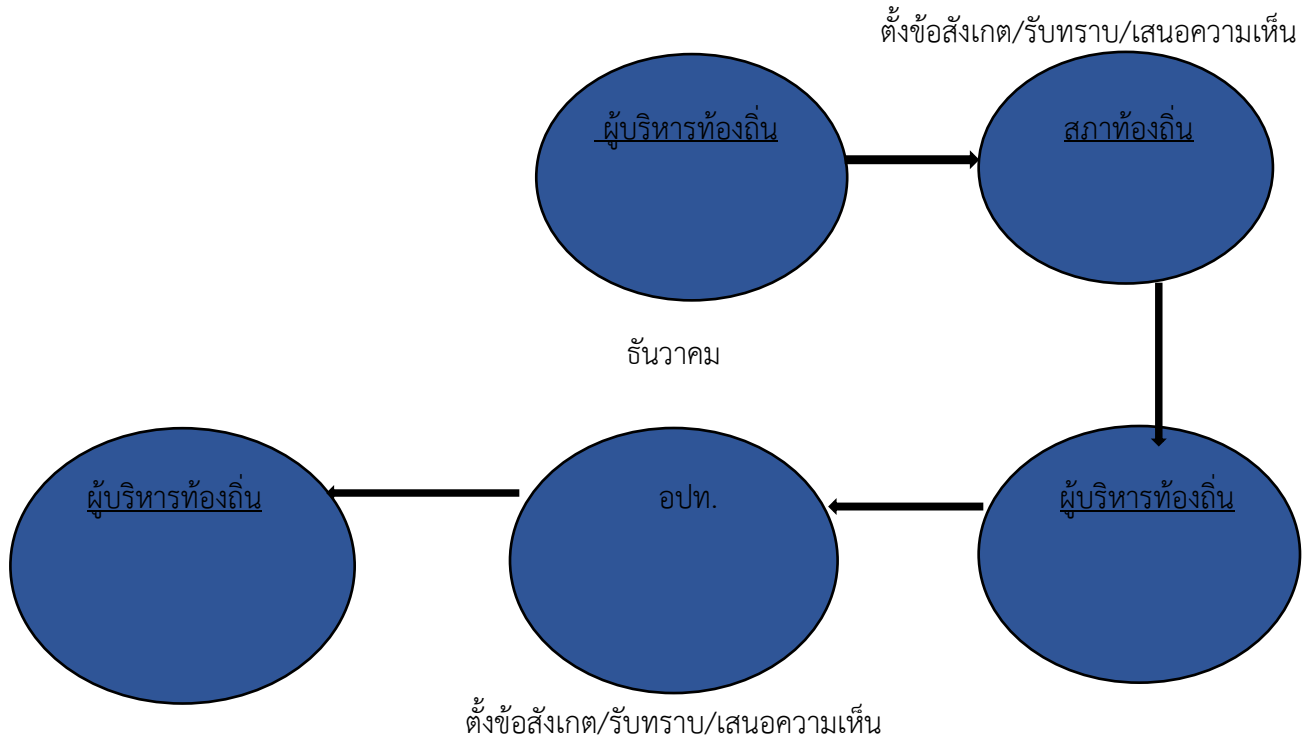 ตั้งข้อสังเกต/รับทราบ/เสนอความเห็น
ผู้บริหารท้องถิ่น
สภาท้องถิ่น
ธันวาคม
ผู้บริหารท้องถิ่น
อปท.
ผู้บริหารท้องถิ่น
ตั้งข้อสังเกต/รับทราบ/เสนอความเห็น